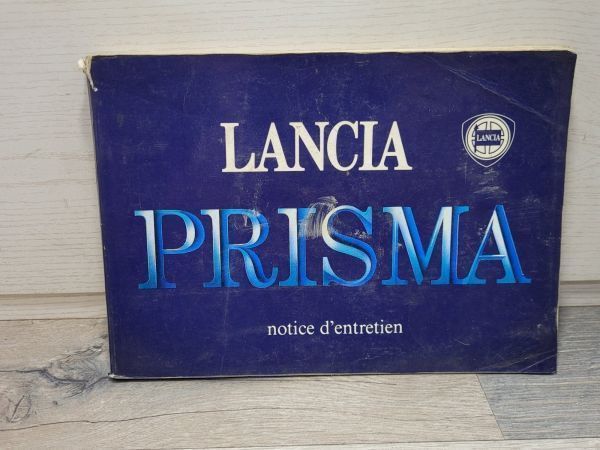 LANCIA
LANCIA
PRISMA
notice d'entretien